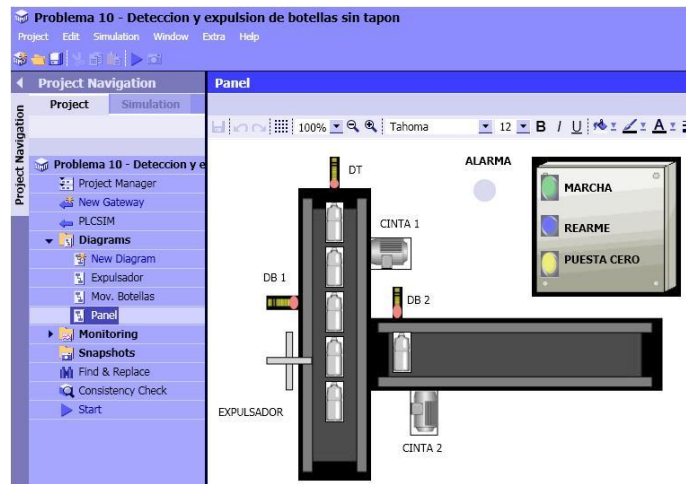 Problema 10 - Deteccion y expulsion de botellas sin tapon
Project Edit Simulation Window Extra Help
Project Navigation
Project Simulation
Project Navigation
Problema 10 - Deteccion y e
Project Manager
New Gateway
PLCSIM
Diagrams
New Diagram
Expulsador
Mov. Botellas
Panel
Monitoring
Snapshots
Find & Replace
Consistency Check
Start
Panel
100% Tahoma 12 B I U A
DT
ALARMA
MARCHA
CINTA 1
REARME
PUESTA CERO
DB 1
DB 2
EXPULSADOR
CINTA 2